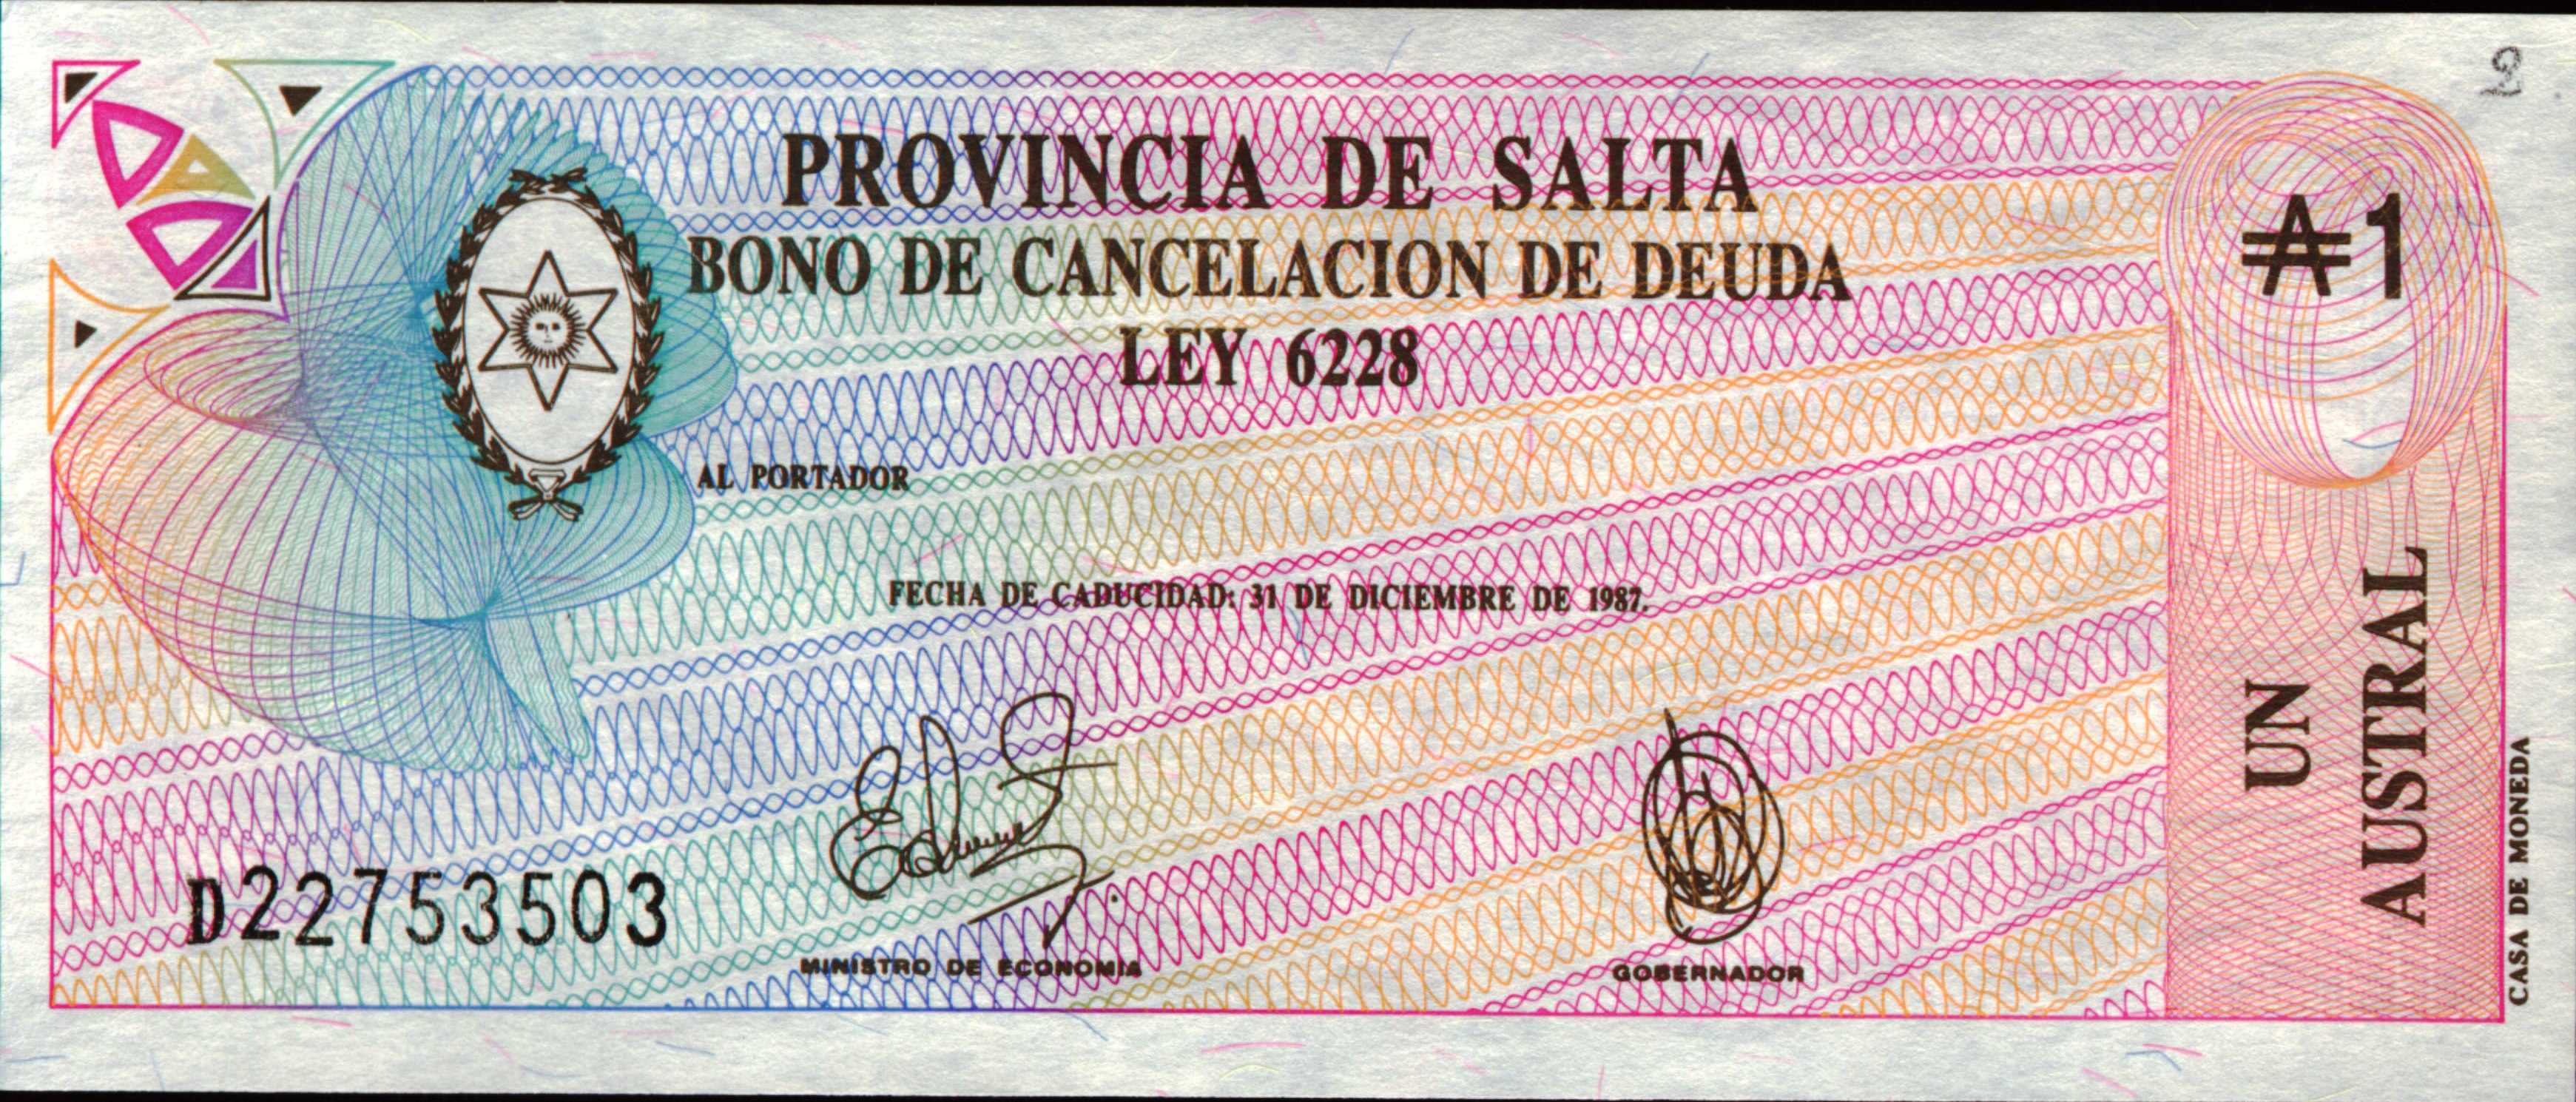 PROVINCIA DE SALTA
BONO DE CANCELACION DE DEUDA
LEY 6228
₳1
AL PORTADOR
FECHA DE CADUCIDAD: 31 DE DICIEMBRE DE 1987.
UN
AUSTRAL
D22753503
MINISTRO DE ECONOMIA
GOBERNADOR
CASA DE MONEDA